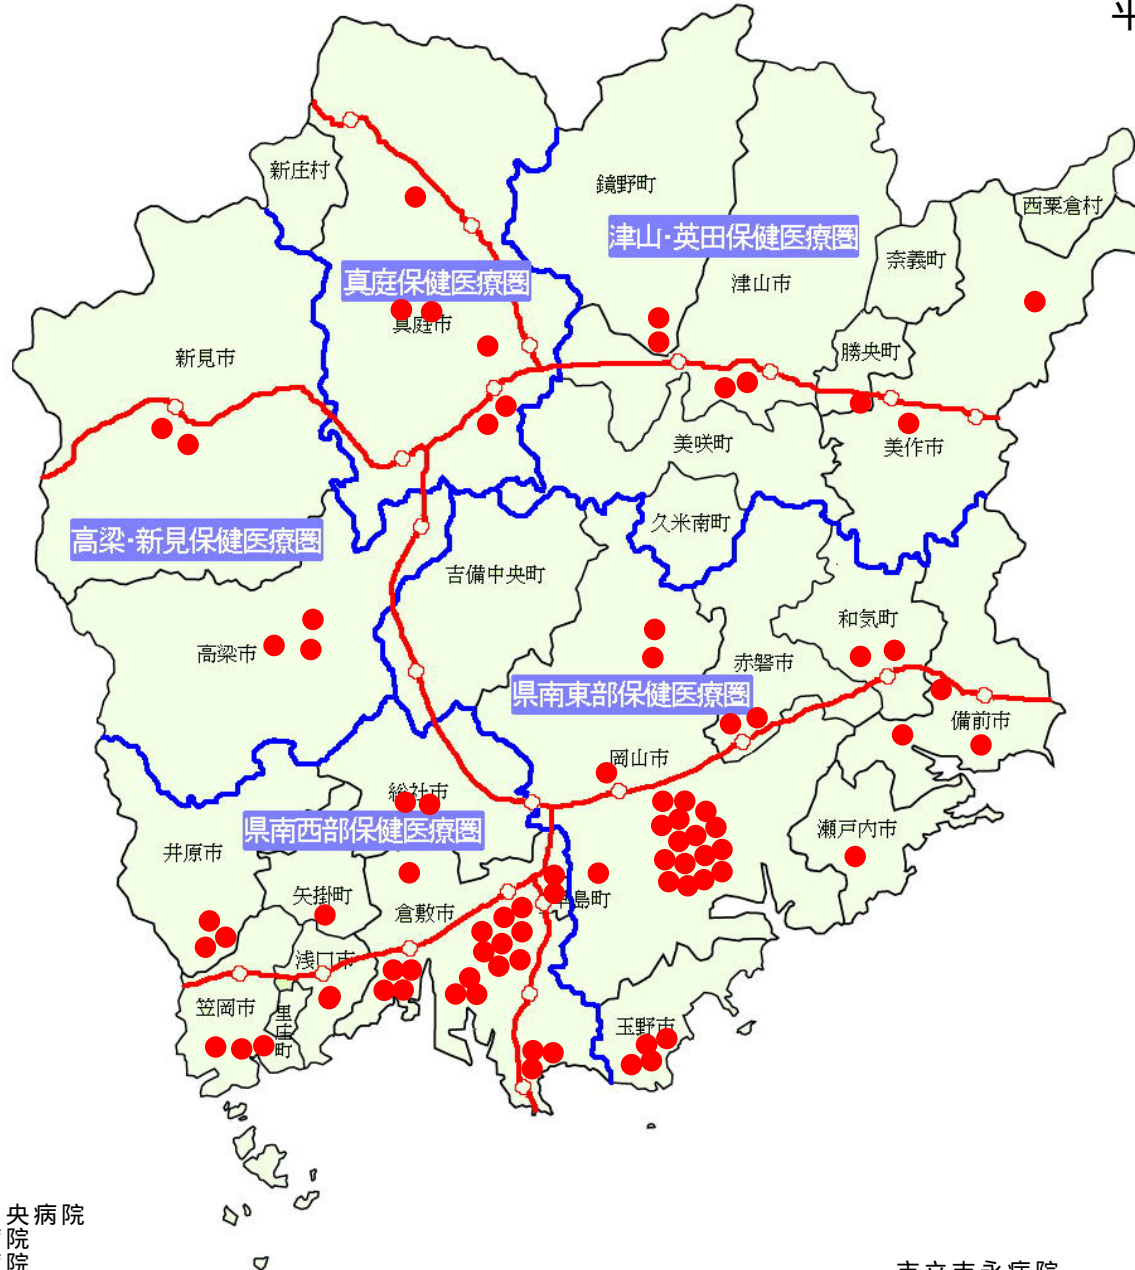 新庄村
鏡野町
西粟倉村
津山・英田保健医療圏
奈義町
真庭保健医療圏
津山市
真庭市
勝央町
新見市
美咲町
美作市
久米南町
高梁・新見保健医療圏
吉備中央町
和気町
高梁市
赤磐市
県南東部保健医療圏
備前市
岡山市
総社市
県南西部保健医療圏
瀬戸内市
井原市
矢掛町
島町
倉敷市
浅口市
笠岡市
里庄町
玉野市
央病院
院
院